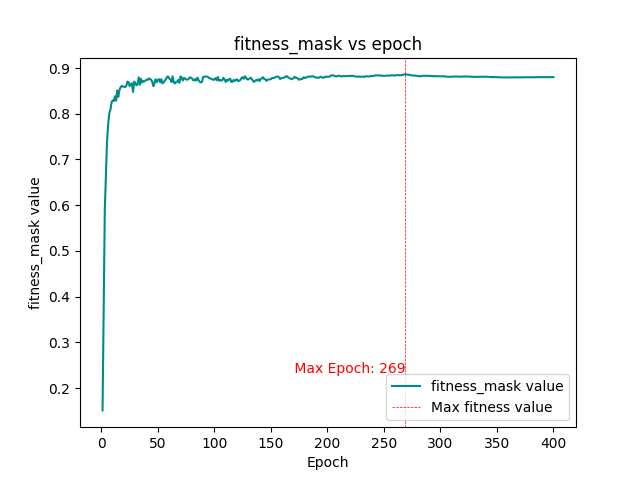 fitness_mask vs epoch
fitness_mask value
0.9
0.8
0.7
0.6
0.5
0.4
0.3
0.2
Max Epoch: 269
fitness_mask value
Max fitness value
0 50 100 150 200 250 300 350 400
Epoch